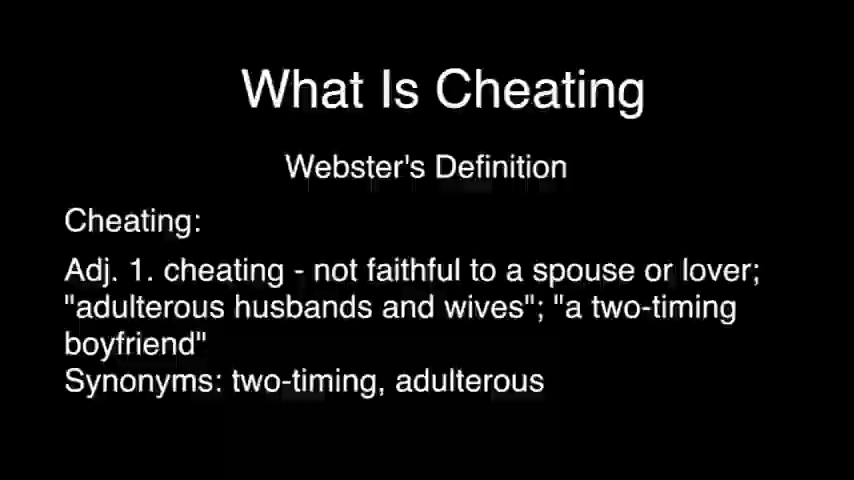 What Is Cheating
Webster's Definition
Cheating:
Adj. 1. cheating - not faithful to a spouse or lover;
"adulterous husbands and wives"; "a two-timing
boyfriend"
Synonyms: two-timing, adulterous